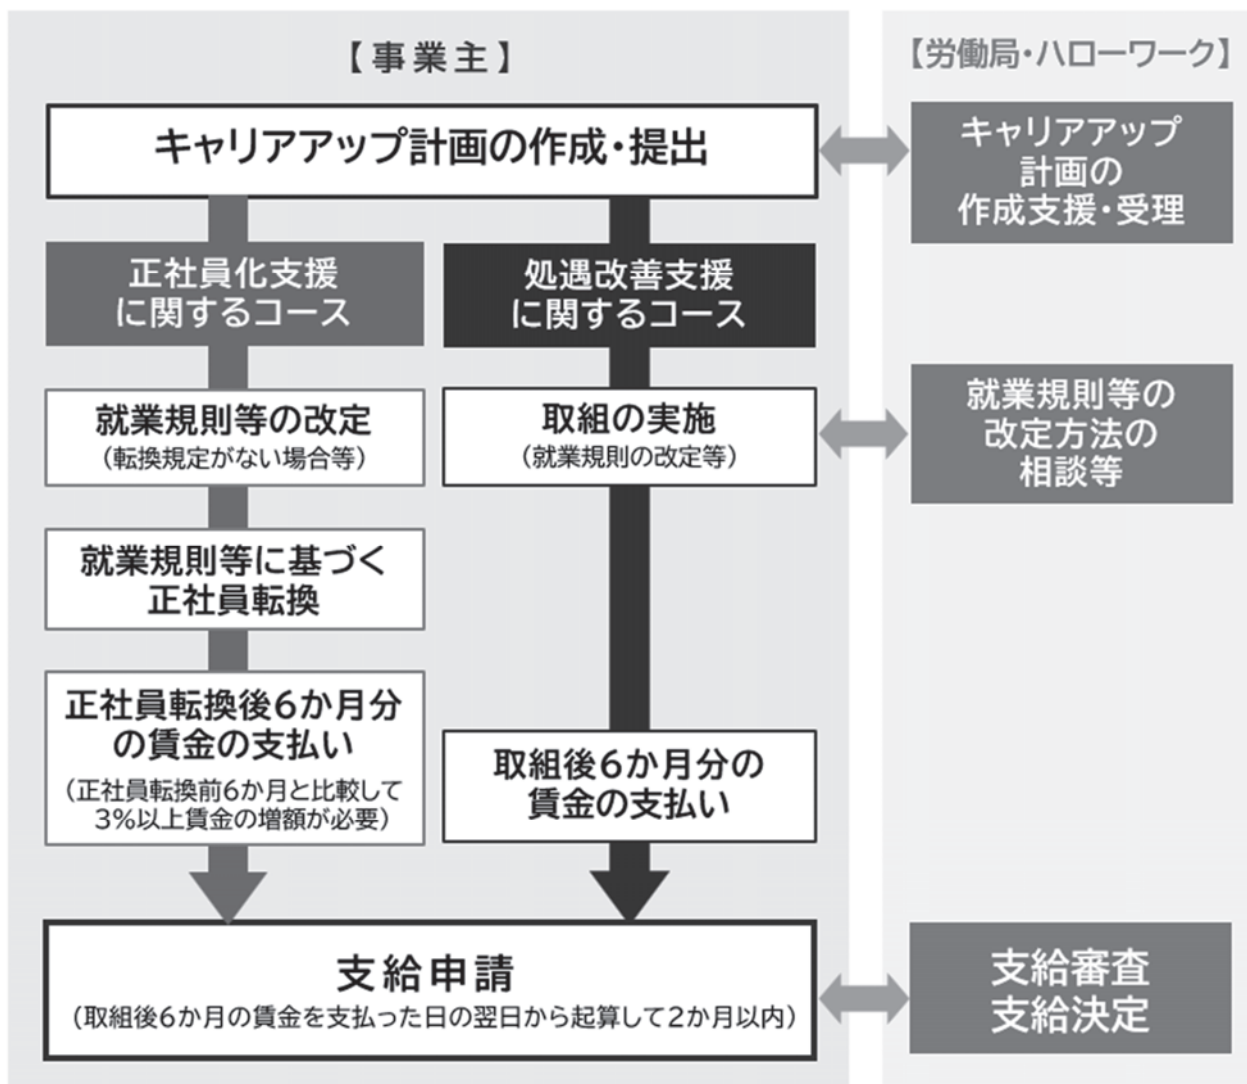 【事業主】
キャリアアップ計画の作成・提出
正社員化支援
に関するコース
就業規則等の改定
（転換規定がない場合等）
就業規則等に基づく
正社員転換
正社員転換後6か月分
の賃金の支払い
（正社員転換前6か月と比較して
3%以上賃金の増額が必要）
処遇改善支援
に関するコース
取組の実施
（就業規則の改定等）
取組後6か月分の
賃金の支払い
支給申請
（取組後6か月の賃金を支払った日の翌日から起算して2か月以内）
【労働局・ハローワーク】
キャリアアップ
計画の
作成支援・受理
就業規則等の
改定方法の
相談等
支給審査
支給決定